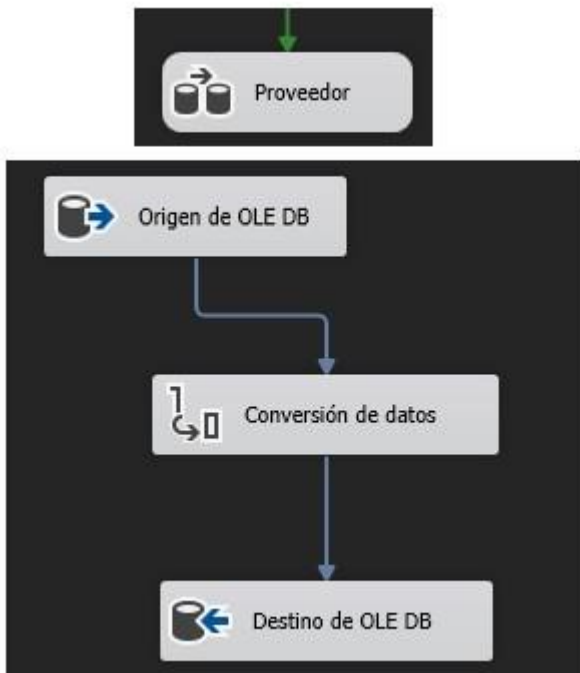 Proveedor
Origen de OLE DB
Conversión de datos
Destino de OLE DB